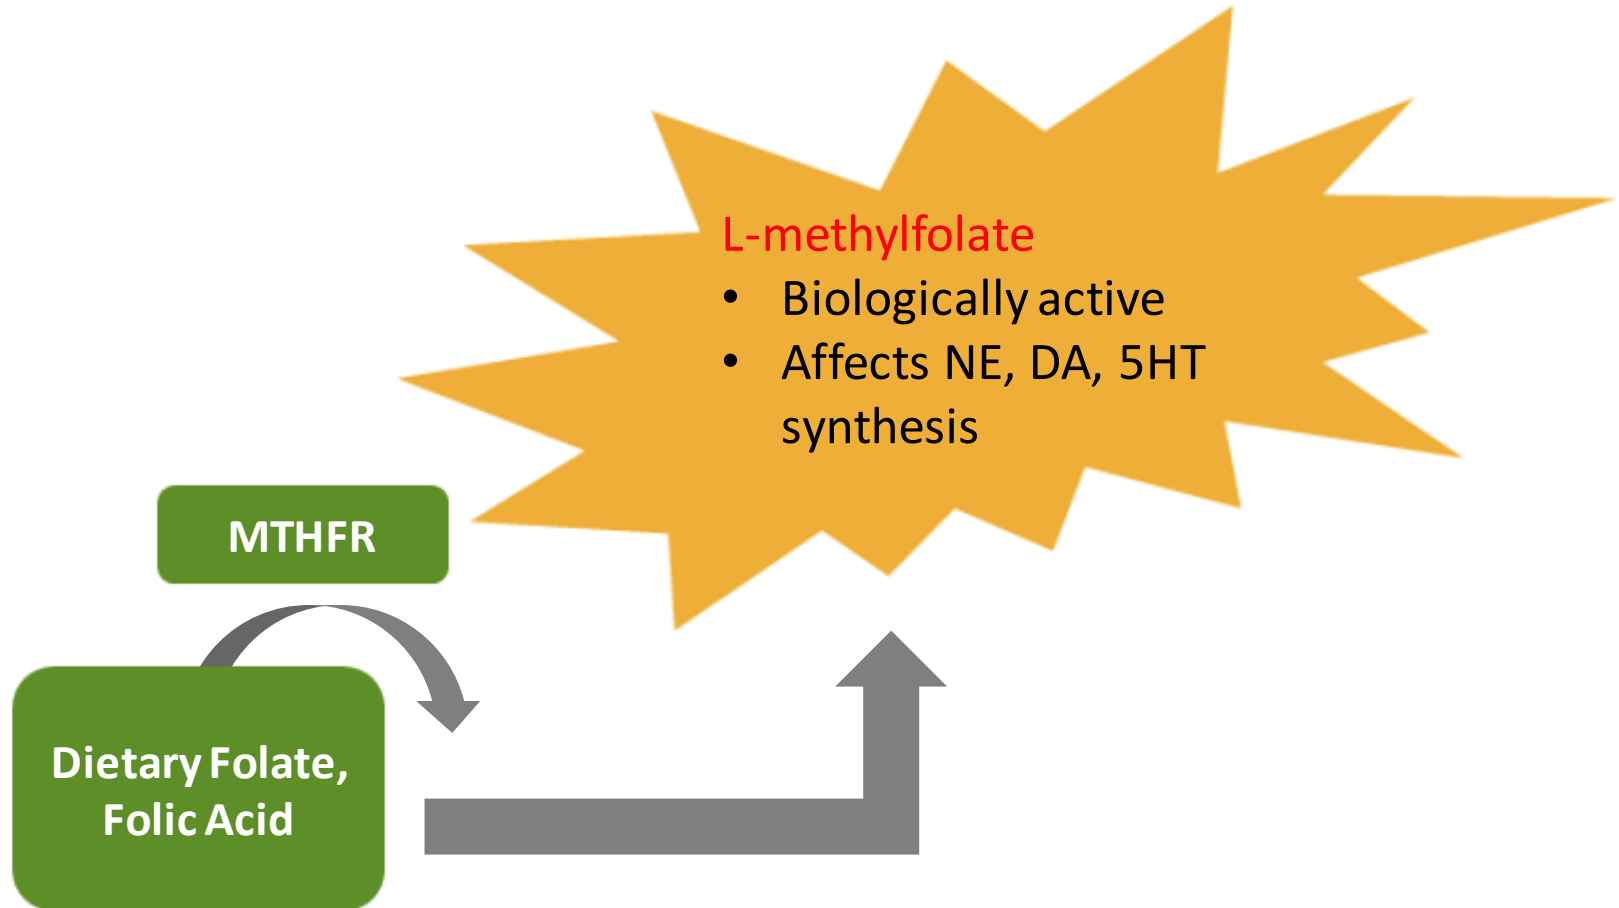 L-methylfolate
• Biologically active
• Affects NE, DA, 5HT
synthesis
MTHFR
Dietary Folate,
Folic Acid